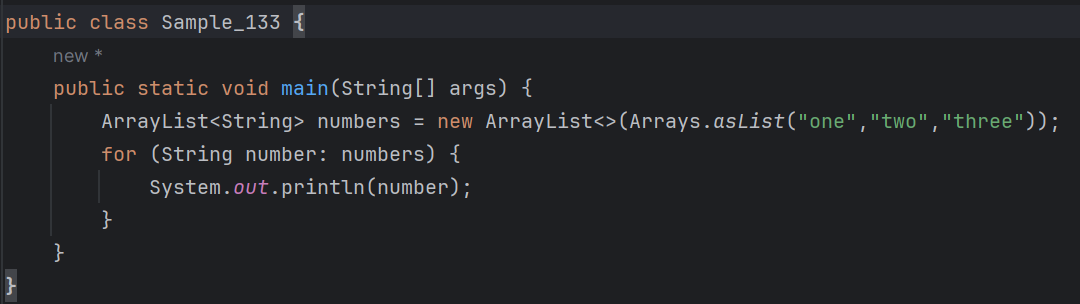 public class Sample_133 {
new *
public static void main(String[] args) {
ArrayList<String> numbers = new ArrayList<>(Arrays.asList("one","two","three"));
for (String number: numbers) {
System.out.println(number);
}
}
}